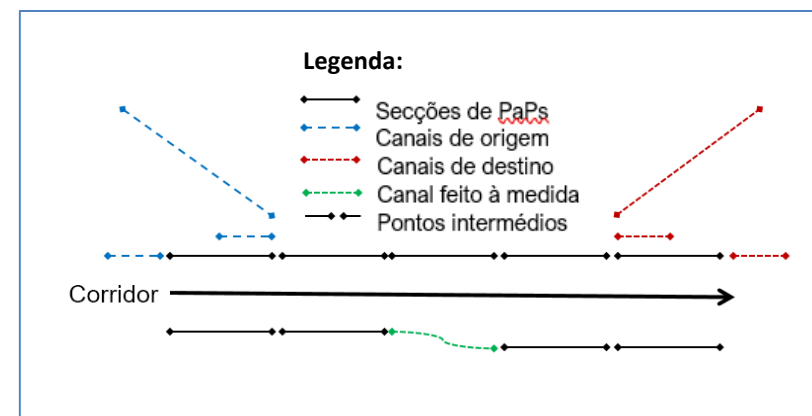 Legenda:
Secções de PaPs
Canais de origem
Canais de destino
Canal feito à medida
Pontos intermédios
Corridor